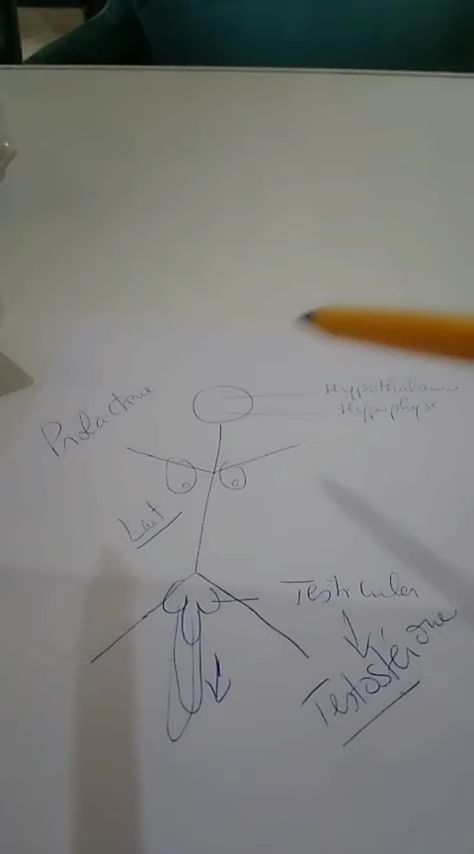 Hypothalamus
Hypophyse
Prolactine
Lait
Testicules
Testostérone